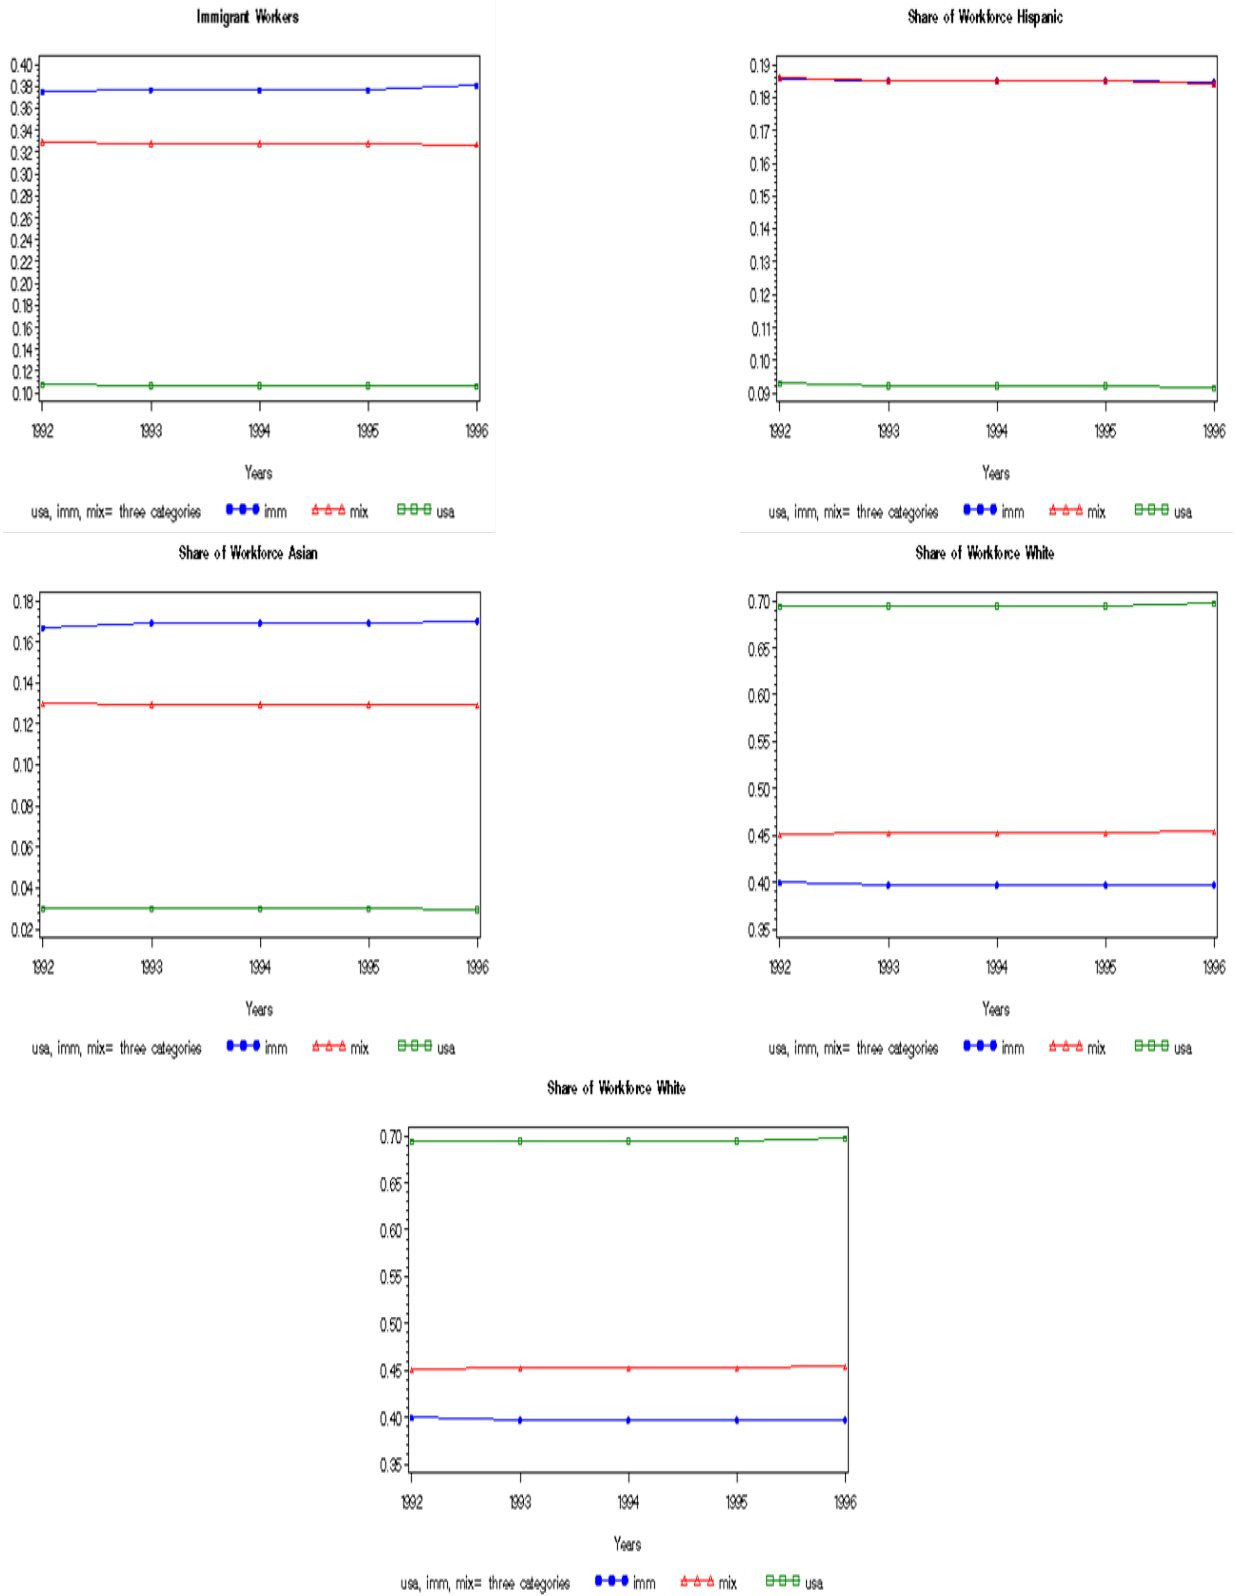 Immigrant Workers
0.40
0.38
0.36
0.34
0.32
0.30
0.28
0.26
0.24
0.22
0.20
0.18
0.16
0.14
0.12
0.10
1992 1993 1994 1995 1996
Years
usa, imm, mix= three categories imm mix usa
Share of Workforce Hispanic
0.19
0.18
0.17
0.16
0.15
0.14
0.13
0.12
0.11
0.10
0.09
1992 1993 1994 1995 1996
Years
usa, imm, mix= three categories imm mix usa
Share of Workforce Asian
0.18
0.16
0.14
0.12
0.10
0.08
0.06
0.04
0.02
1992 1993 1994 1995 1996
Years
usa, imm, mix= three categories imm mix usa
Share of Workforce White
0.70
0.65
0.60
0.55
0.50
0.45
0.40
0.35
1992 1993 1994 1995 1996
Years
usa, imm, mix= three categories imm mix usa
Share of Workforce White
0.70
0.65
0.60
0.55
0.50
0.45
0.40
0.35
1992 1993 1994 1995 1996
Years
usa, imm, mix= three categories imm mix usa